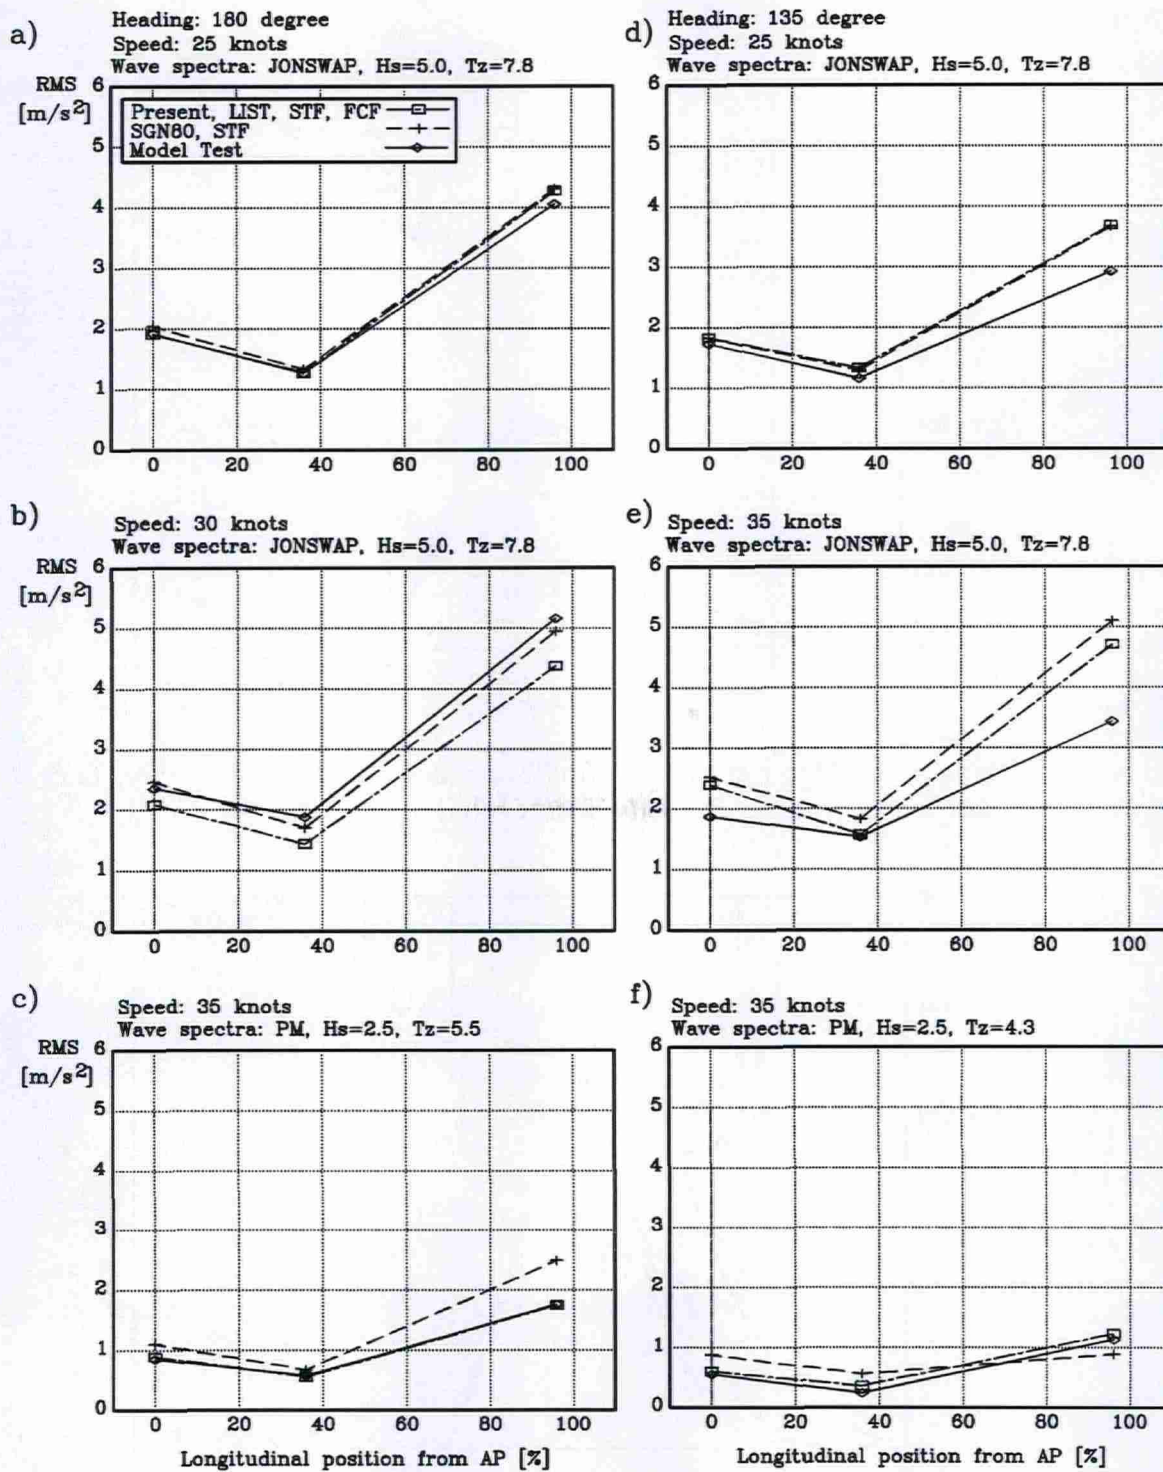 a)
Heading: 180 degree
Speed: 25 knots
Wave spectra: JONSWAP, Hs=5.0, Tz=7.8
RMS
[m/s2]
Present, LIST, STF, FCF
SGN80, STF
Model Test
6
5
4
3
2
1
0
0 20 40 60 80 100
d)
Heading: 135 degree
Speed: 25 knots
Wave spectra: JONSWAP, Hs=5.0, Tz=7.8
6
5
4
3
2
1
0
0 20 40 60 80 100
b)
Speed: 30 knots
Wave spectra: JONSWAP, Hs=5.0, Tz=7.8
RMS
[m/s2]
6
5
4
3
2
1
0
0 20 40 60 80 100
e)
Speed: 35 knots
Wave spectra: JONSWAP, Hs=5.0, Tz=7.8
6
5
4
3
2
1
0
0 20 40 60 80 100
c)
Speed: 35 knots
Wave spectra: PM, Hs=2.5, Tz=5.5
RMS
[m/s2]
6
5
4
3
2
1
0
0 20 40 60 80 100
Longitudinal position from AP [%]
f)
Speed: 35 knots
Wave spectra: PM, Hs=2.5, Tz=4.3
6
5
4
3
2
1
0
0 20 40 60 80 100
Longitudinal position from AP [%]